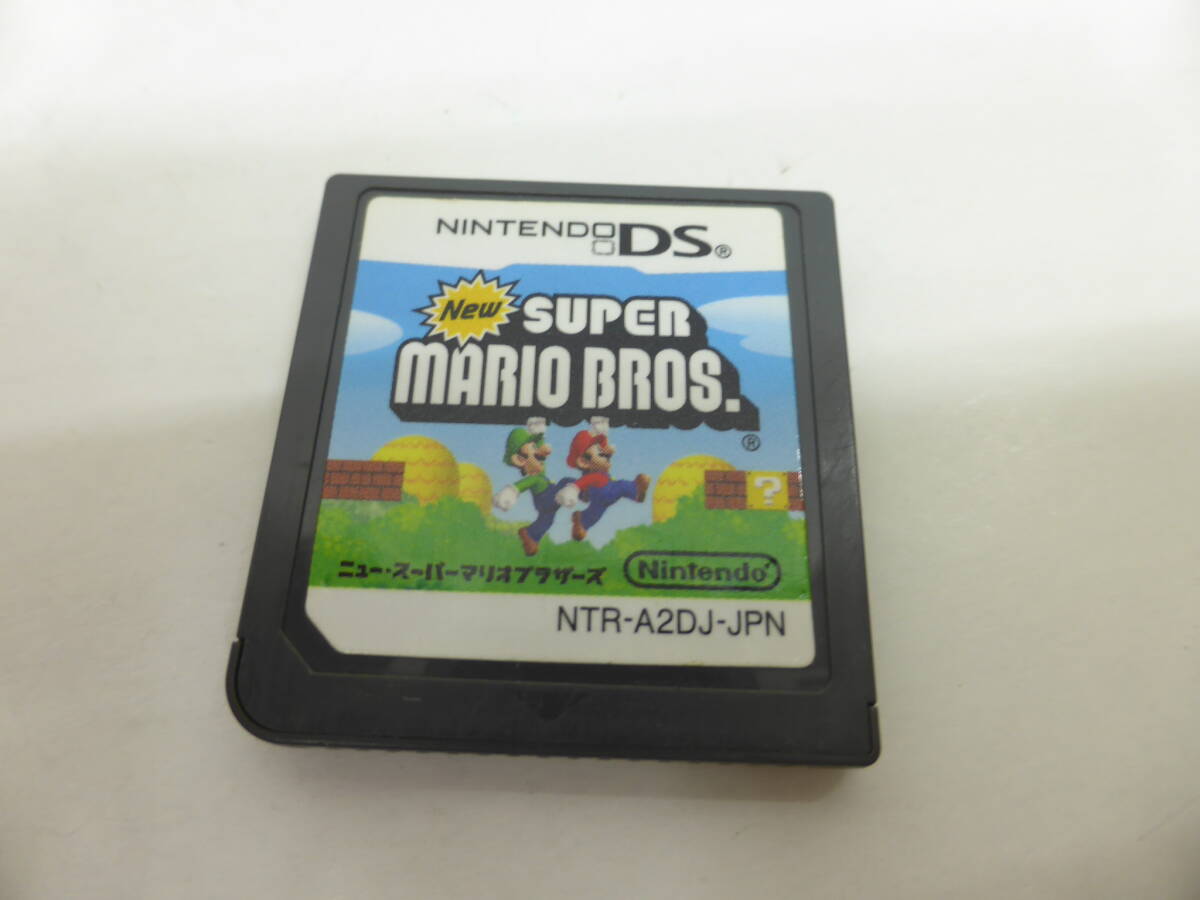 NINTENDO DS®
New SUPER
MARIO BROS.
®
?
ニュー・スーパーマリオブラザーズ Nintendo
NTR-A2DJ-JPN